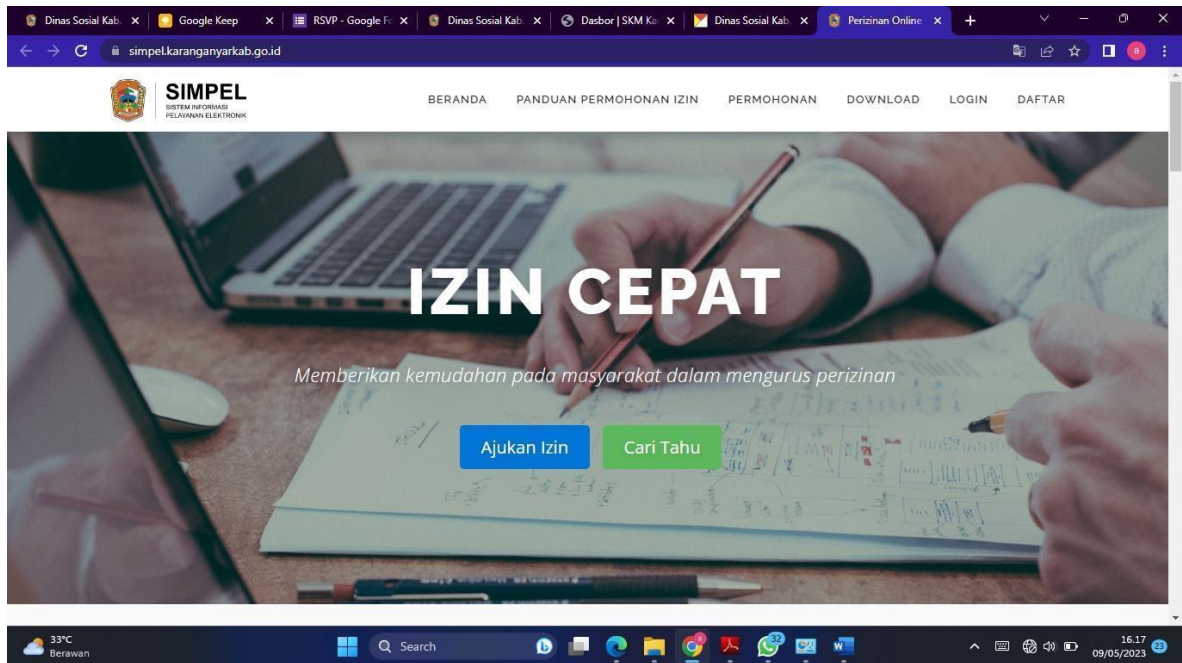 Dinas Sosial Kab.
Google Keep
RSVP - Google Fo
Dinas Sosial Kab.
Dasbor | SKM Ka
Dinas Sosial Kab.
Perizinan Online
simpel.karanganyarkab.go.id
SIMPEL
SISTEM INFORMASI
PELAYANAN ELEKTRONIK
BERANDA PANDUAN PERMOHONAN IZIN PERMOHONAN DOWNLOAD LOGIN DAFTAR
IZIN CEPAT
Memberikan kemudahan pada masyarakat dalam mengurus perizinan
Ajukan Izin
Cari Tahu
33°C
Berawan
Search
32
16.17
09/05/2023
23